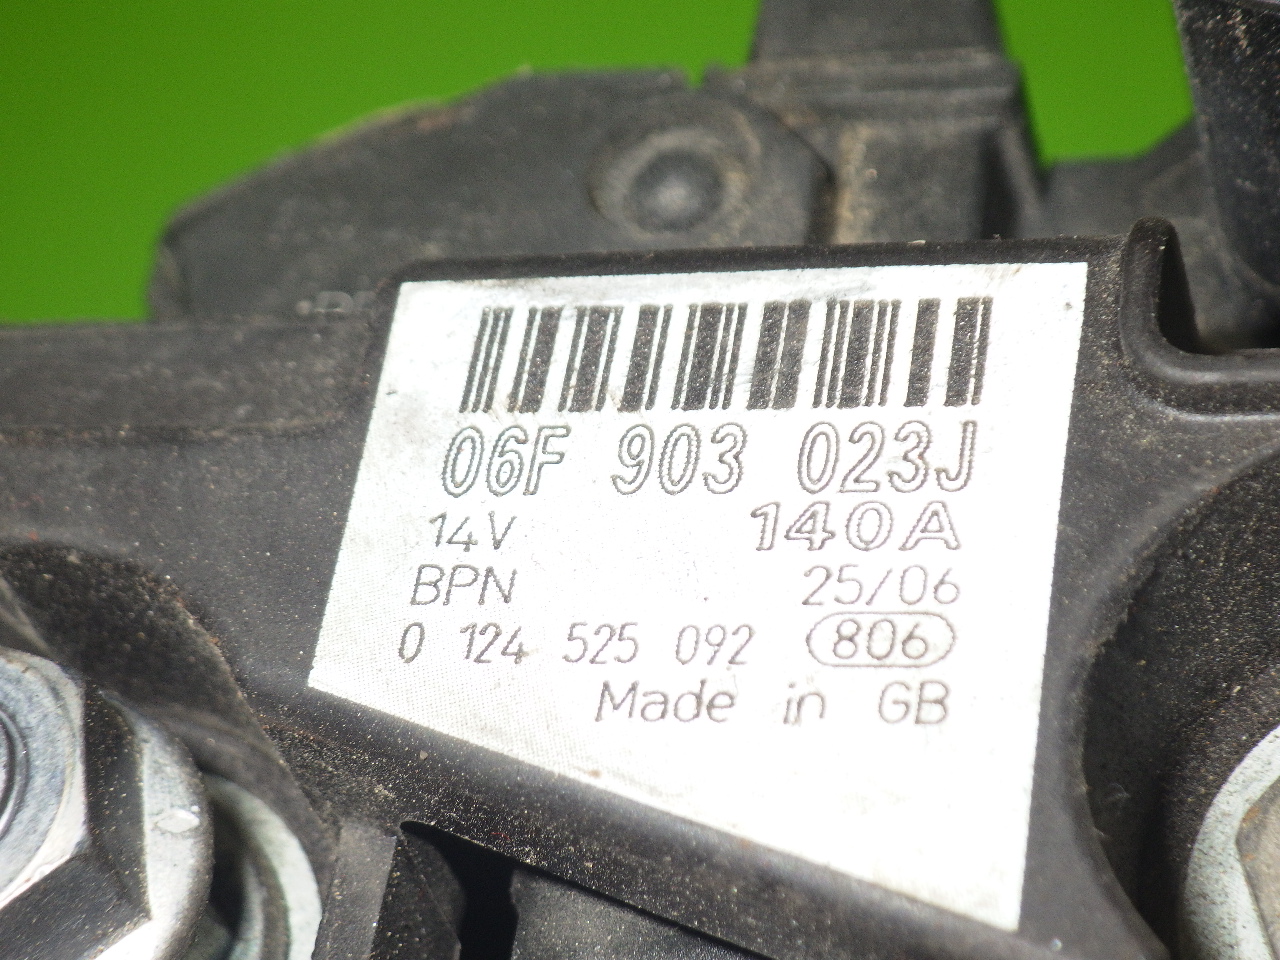 06F 903 023J
14V 140A
BPN 25/06
0 124 525 092 806
Made in GB